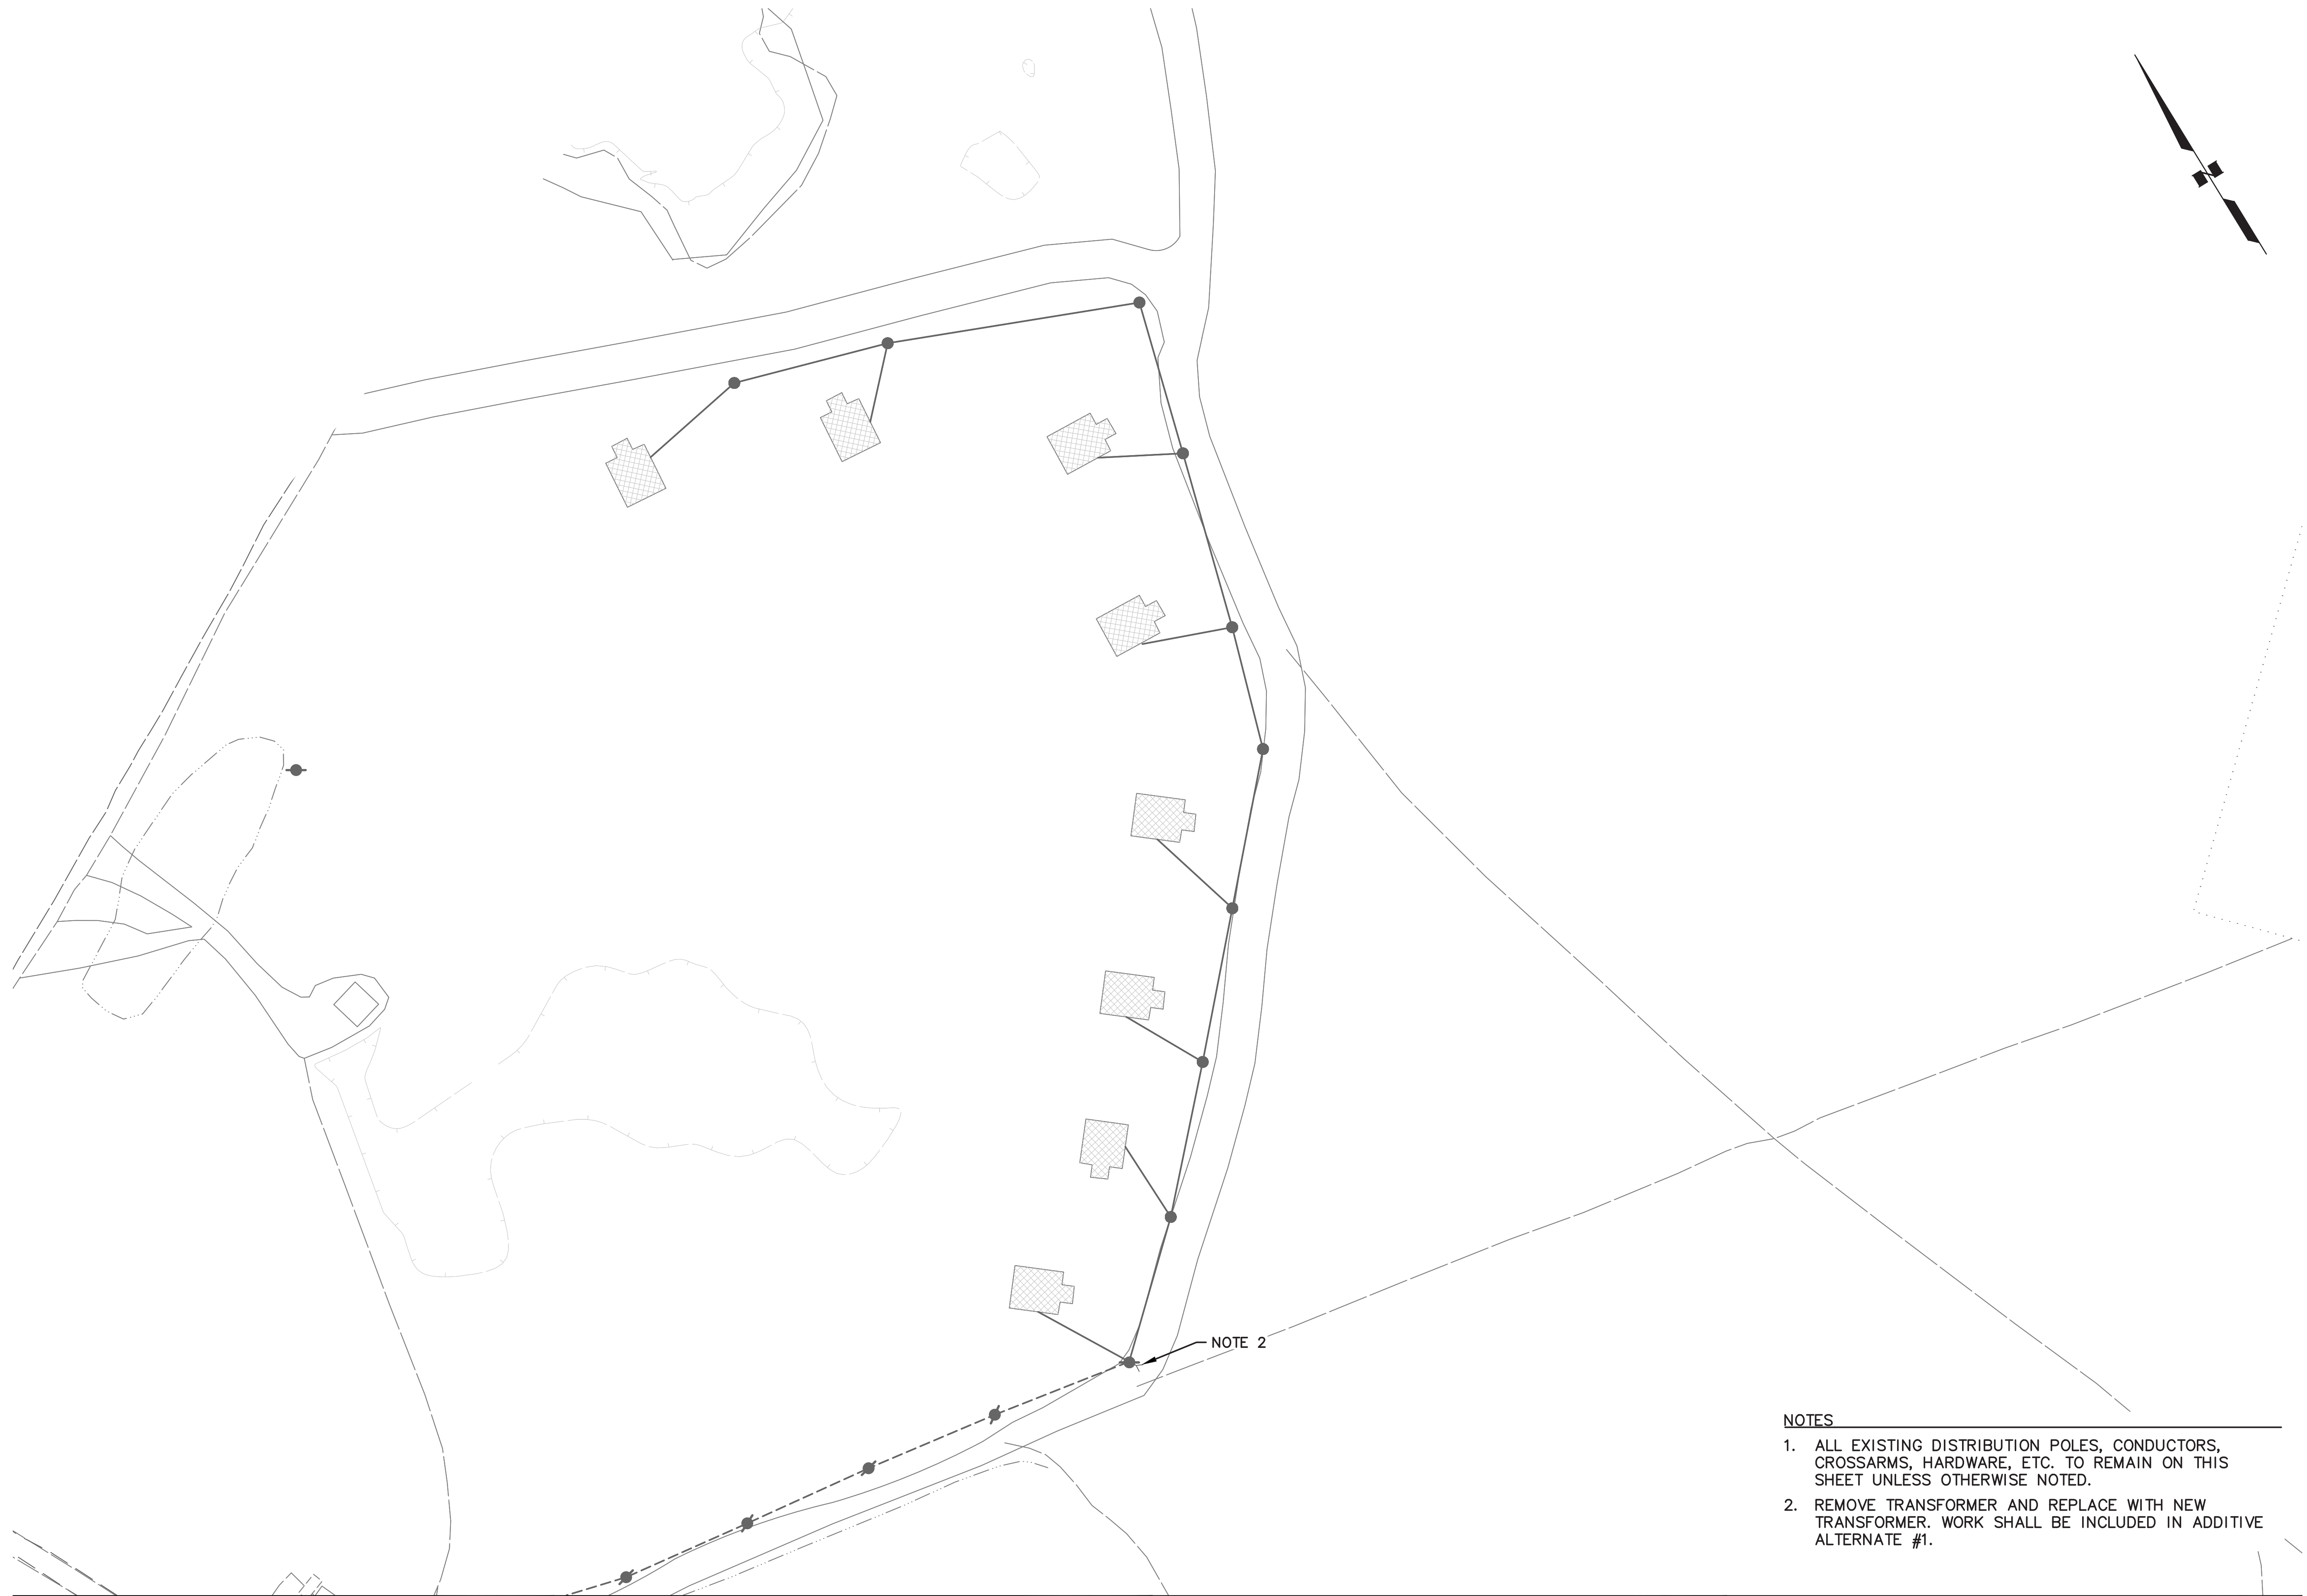 NOTE 2
NOTES
1. ALL EXISTING DISTRIBUTION POLES, CONDUCTORS,
CROSSARMS, HARDWARE, ETC. TO REMAIN ON THIS
SHEET UNLESS OTHERWISE NOTED.
2. REMOVE TRANSFORMER AND REPLACE WITH NEW
TRANSFORMER. WORK SHALL BE INCLUDED IN ADDITIVE
ALTERNATE #1.